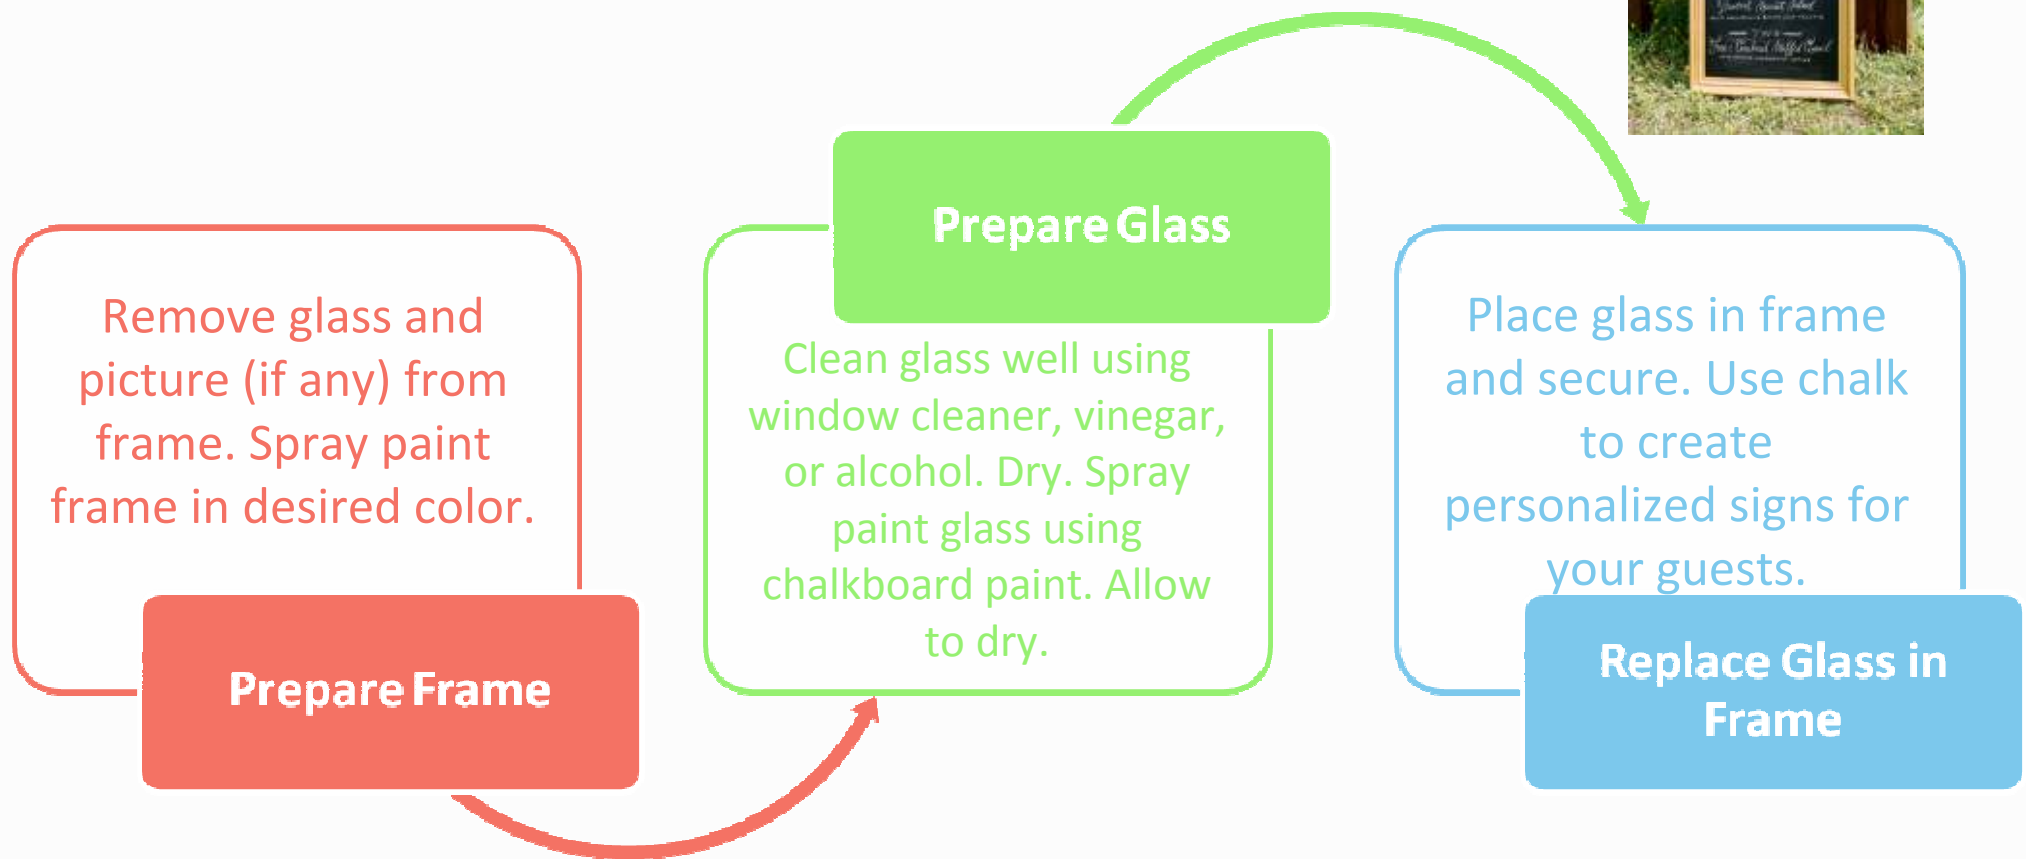 Remove glass and
picture (if any) from
frame. Spray paint
frame in desired color.
Prepare Frame
Prepare Glass
Clean glass well using
window cleaner, vinegar,
or alcohol. Dry. Spray
paint glass using
chalkboard paint. Allow
to dry.
Place glass in frame
and secure. Use chalk
to create
personalized signs for
your guests.
Replace Glass in
Frame